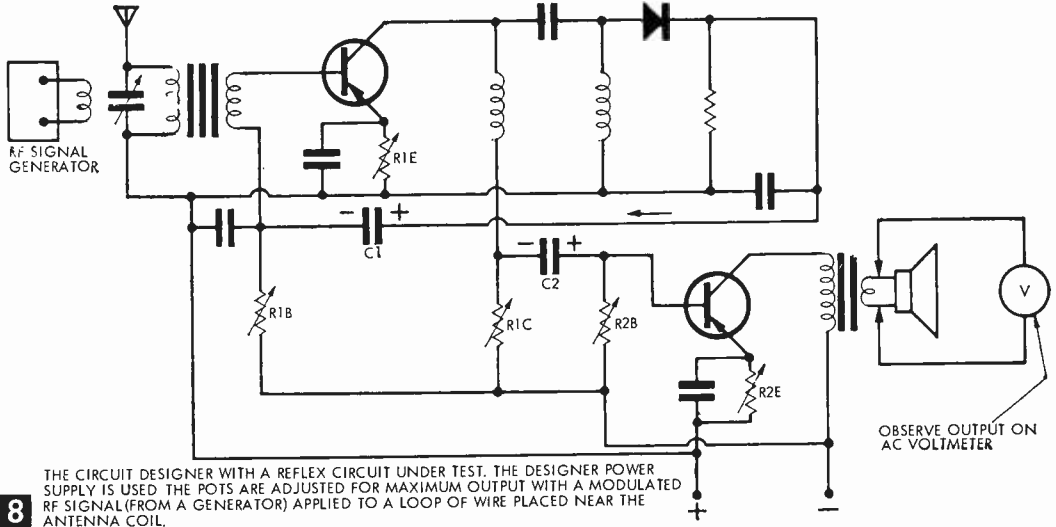 RF SIGNAL
GENERATOR
R1E
- +
C1
- +
C2
R1B
R1C
R2B
R2E
V
OBSERVE OUTPUT ON
AC VOLTMETER
+ -
8
THE CIRCUIT DESIGNER WITH A REFLEX CIRCUIT UNDER TEST. THE DESIGNER POWER
SUPPLY IS USED THE POTS ARE ADJUSTED FOR MAXIMUM OUTPUT WITH A MODULATED
RF SIGNAL (FROM A GENERATOR) APPLIED TO A LOOP OF WIRE PLACED NEAR THE
ANTENNA COIL.